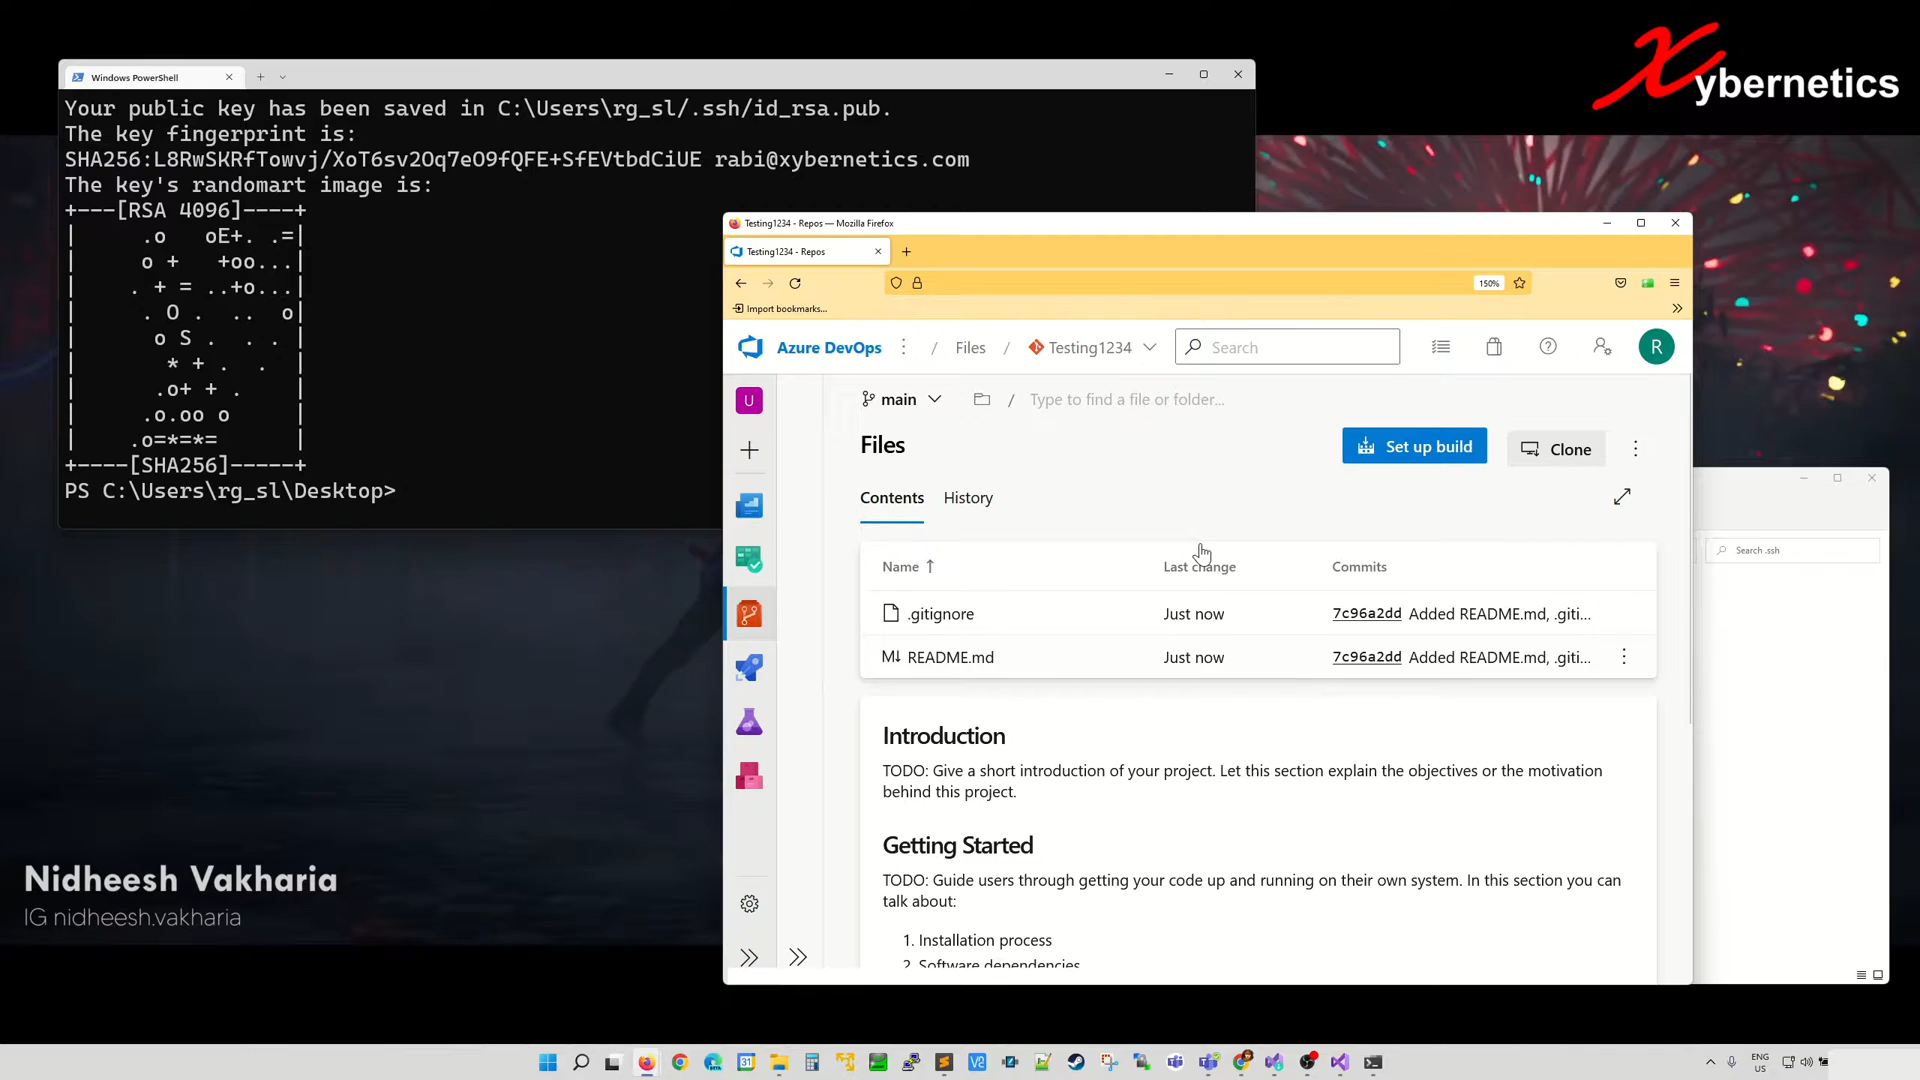 Xybernetics
Windows PowerShell
Your public key has been saved in C:\Users\rg_sl/.ssh/id_rsa.pub.
The key fingerprint is:
SHA256:L8RwSKRfTowvj/XoT6sv2Oq7eO9fQFE+SfEVtbdCiUE rabi@xybernetics.com
The key's randomart image is:
+---[RSA 4096]----+
|     .o   oE+. .=|
|     o +   +oo...|
|    . + = ..+o...|
|     . O .  ..  o|
|      o S .  . . |
|       * + .  .  |
|      .o+ + .    |
|     .o.oo o     |
|    .o=*=*=      |
+----[SHA256]-----+
PS C:\Users\rg_sl\Desktop>
Testing1234 - Repos — Mozilla Firefox
Testing1234 - Repos
150%
Import bookmarks...
Azure DevOps / Files / Testing1234 Search R
U
main / Type to find a file or folder...
Files
Set up build Clone
Contents History
Name Last change Commits
.gitignore Just now 7c96a2dd Added README.md, .giti...
M↓ README.md Just now 7c96a2dd Added README.md, .giti...
Introduction
TODO: Give a short introduction of your project. Let this section explain the objectives or the motivation
behind this project.
Getting Started
TODO: Guide users through getting your code up and running on their own system. In this section you can
talk about:
1. Installation process
2. Software dependencies
Search .ssh
Nidheesh Vakharia
IG nidheesh.vakharia
ENG
US